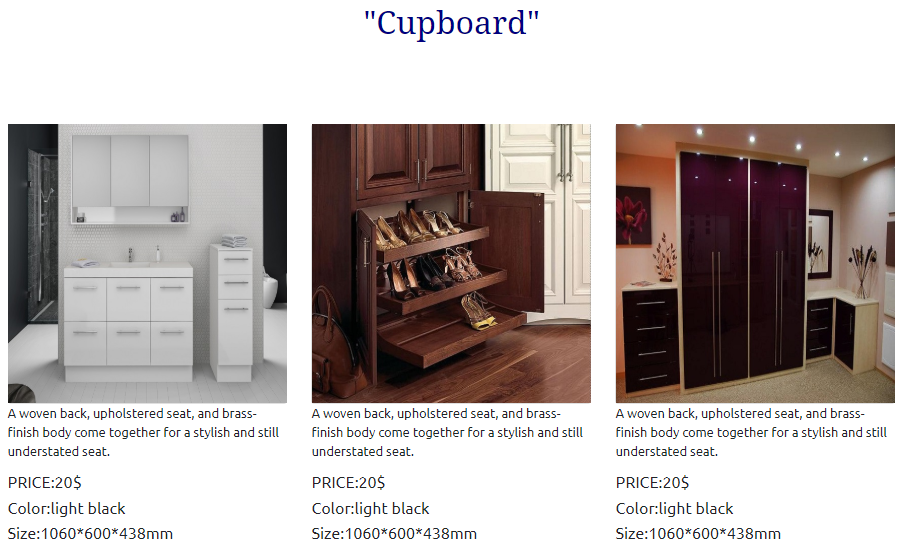 "Cupboard"
A woven back, upholstered seat, and brass-
finish body come together for a stylish and still
understated seat.
PRICE:20$
Color:light black
Size:1060*600*438mm
A woven back, upholstered seat, and brass-
finish body come together for a stylish and still
understated seat.
PRICE:20$
Color:light black
Size:1060*600*438mm
A woven back, upholstered seat, and brass-
finish body come together for a stylish and still
understated seat.
PRICE:20$
Color:light black
Size:1060*600*438mm